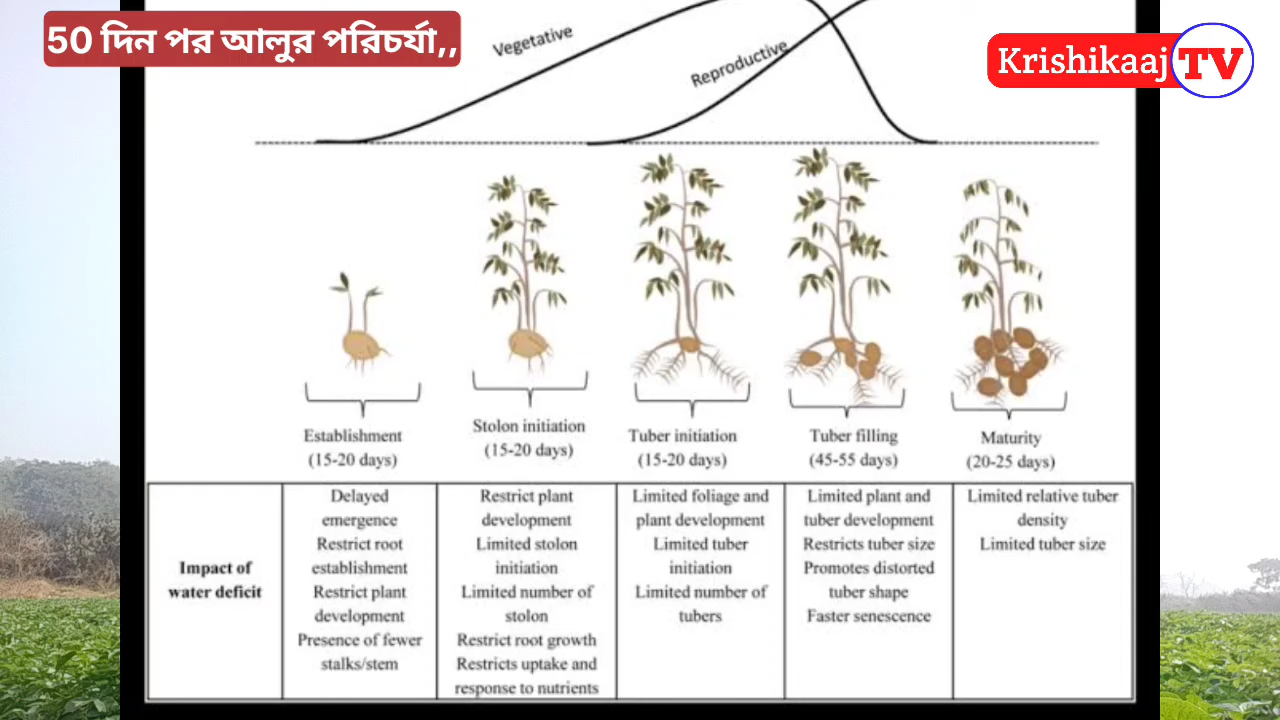 50 দিন পর আলুর পরিচর্যা,,
Krishikaaj TV
Vegetative
Reproductive
Establishment
(15-20 days)
Stolon initiation
(15-20 days)
Tuber initiation
(15-20 days)
Tuber filling
(45-55 days)
Maturity
(20-25 days)
Impact of
water deficit
Delayed
emergence
Restrict root
establishment
Restrict plant
development
Presence of fewer
stalks/stem
Restrict plant
development
Limited stolon
initiation
Limited number of
stolon
Restrict root growth
Restricts uptake and
response to nutrients
Limited foliage and
plant development
Limited tuber
initiation
Limited number of
tubers
Limited plant and
tuber development
Restricts tuber size
Promotes distorted
tuber shape
Faster senescence
Limited relative tuber
density
Limited tuber size